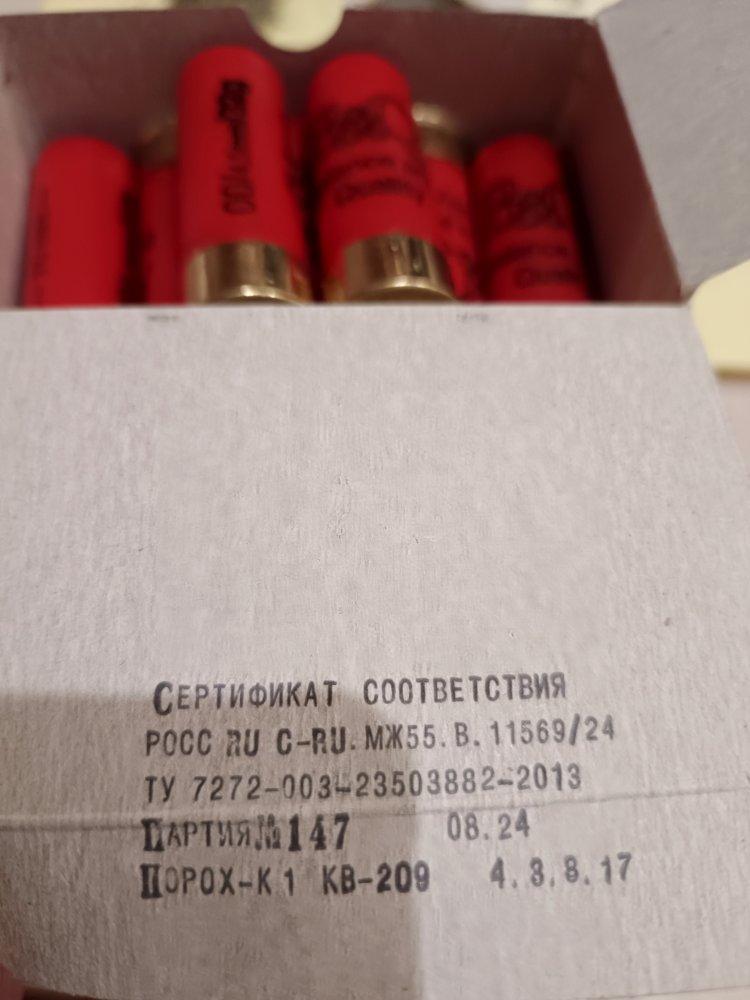 Quality
СЕРТИФИКАТ СООТВЕТСТВИЯ
РОСС RU С-RU.МЖ55.В.11569/24
ТУ 7272-003-23503882-2013
ПАРТИЯ№147 08.24
ПОРОХ-К1 КВ-209 4.3.8.17